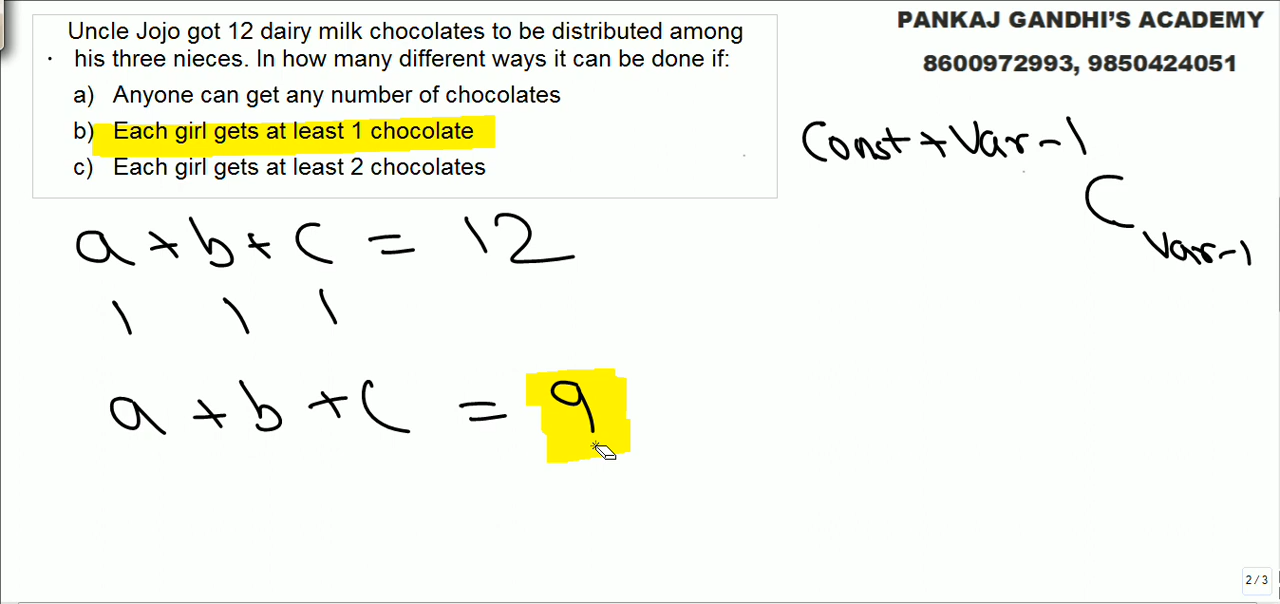 Uncle Jojo got 12 dairy milk chocolates to be distributed among
his three nieces. In how many different ways it can be done if:
a) Anyone can get any number of chocolates
b) Each girl gets at least 1 chocolate
c) Each girl gets at least 2 chocolates
PANKAJ GANDHI'S ACADEMY
8600972993, 9850424051
Const + Var - 1
C
Var - 1
a + b + c = 12
1 1 1
a + b + c = 9
2 / 3